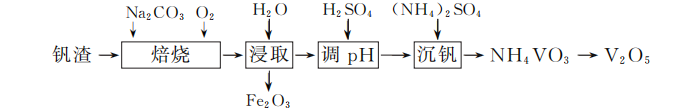 Na₂CO₃ O₂ H₂O H₂SO₄ (NH₄)₂SO₄
钒渣 → 焙烧 → 浸取 → 调 pH → 沉钒 → NH₄VO₃ → V₂O₅
Fe₂O₃